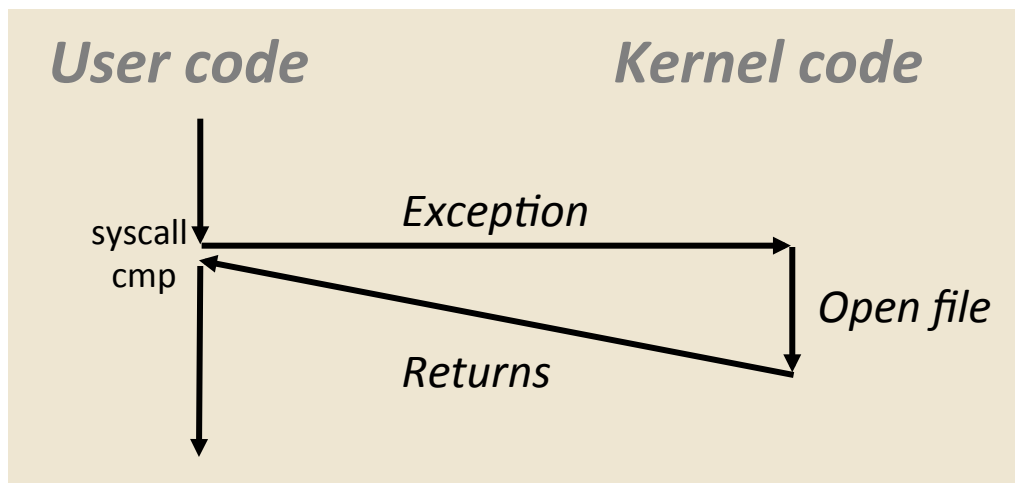 User code
Kernel code
Exception
syscall
cmp
Open file
Returns